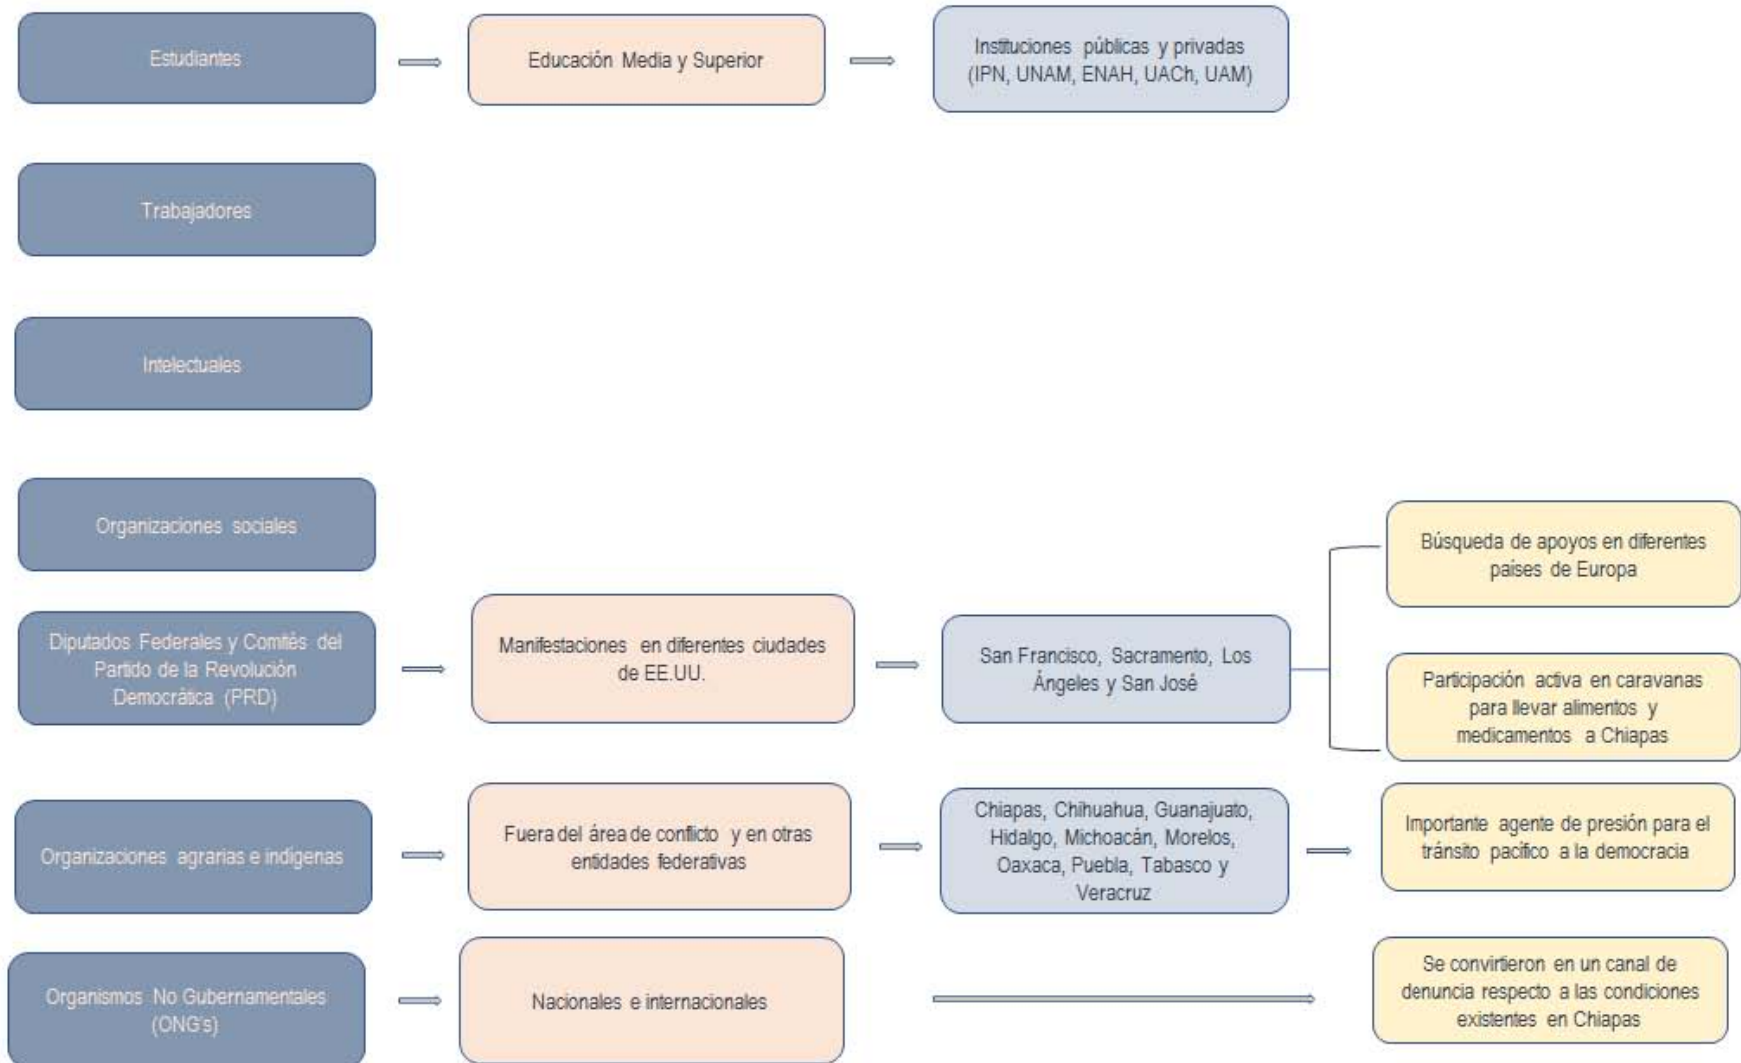 Estudiantes
Educación Media y Superior
Instituciones públicas y privadas
(IPN, UNAM, ENAH, UACh, UAM)
Trabajadores
Intelectuales
Organizaciones sociales
Búsqueda de apoyos en diferentes
países de Europa
Diputados Federales y Comités del
Partido de la Revolución
Democrática (PRD)
Manifestaciones en diferentes ciudades
de EE.UU.
San Francisco, Sacramento, Los
Ángeles y San José
Participación activa en caravanas
para llevar alimentos y
medicamentos a Chiapas
Organizaciones agrarias e indígenas
Fuera del área de conflicto y en otras
entidades federativas
Chiapas, Chihuahua, Guanajuato,
Hidalgo, Michoacán, Morelos,
Oaxaca, Puebla, Tabasco y
Veracruz
Importante agente de presión para el
tránsito pacífico a la democracia
Organismos No Gubernamentales
(ONG's)
Nacionales e internacionales
Se convirtieron en un canal de
denuncia respecto a las condiciones
existentes en Chiapas